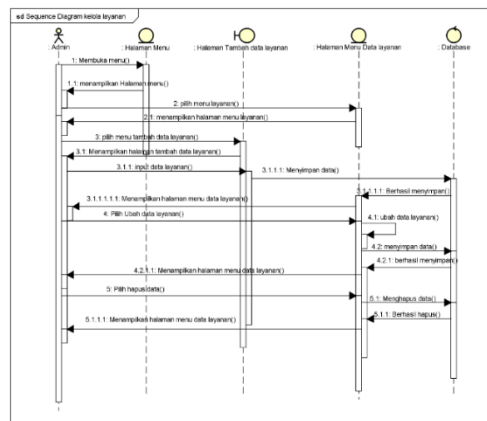 sd Sequence Diagram kelola layanan
: Admin
: Halaman Menu
: Halaman Tambah data layanan
: Halaman Menu Data layanan
: Database
1: Membuka menu()
1.1: menampilkan Halaman menu()
2: pilih menu layanan()
2.1: menampilkan halaman menu layanan()
3: pilih menu tambah data layanan()
3.1: Menampilkan halaman tambah data layanan()
3.1.1: input data layanan()
3.1.1.1: Menyimpan data()
3.1.1.1.1: Berhasil menyimpan()
3.1.1.1.1.1: Menampilkan halaman menu data layanan()
4: Pilih Ubah data layanan()
4.1: ubah data layanan()
4.2: menyimpan data()
4.2.1: berhasil menyimpan()
4.2.1.1: Menampilkan halaman menu data layanan()
5: Pilih hapus data()
5.1: Menghapus data()
5.1.1: Berhasil hapus()
5.1.1.1: Menampilkan halaman menu data layanan()